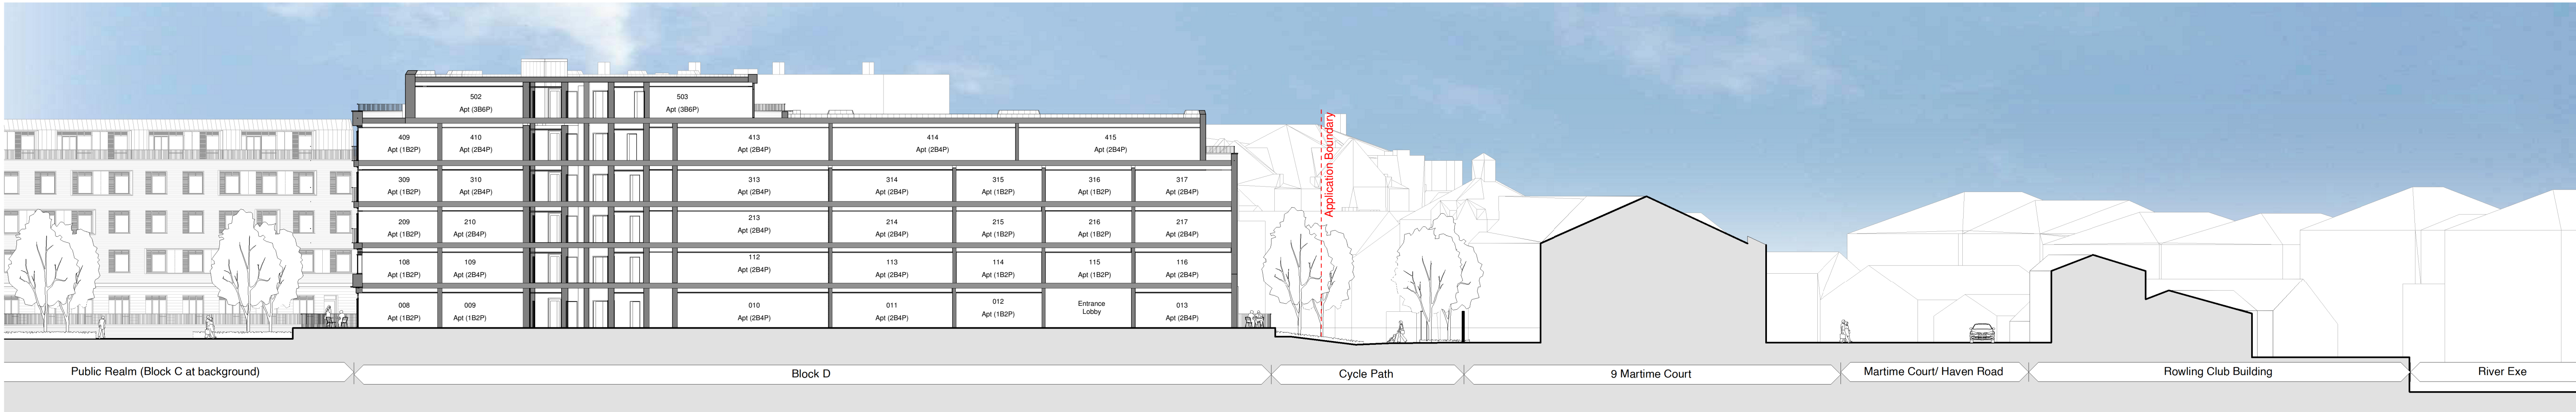 502
Apt (3B6P)
503
Apt (3B6P)
409
Apt (1B2P)
410
Apt (2B4P)
413
Apt (2B4P)
414
Apt (2B4P)
415
Apt (2B4P)
309
Apt (1B2P)
310
Apt (2B4P)
313
Apt (2B4P)
314
Apt (2B4P)
315
Apt (1B2P)
316
Apt (1B2P)
317
Apt (2B4P)
209
Apt (1B2P)
210
Apt (2B4P)
213
Apt (2B4P)
214
Apt (2B4P)
215
Apt (1B2P)
216
Apt (1B2P)
217
Apt (2B4P)
108
Apt (1B2P)
109
Apt (2B4P)
112
Apt (2B4P)
113
Apt (2B4P)
114
Apt (1B2P)
115
Apt (1B2P)
116
Apt (2B4P)
008
Apt (1B2P)
009
Apt (1B2P)
010
Apt (2B4P)
011
Apt (2B4P)
012
Apt (1B2P)
Entrance
Lobby
013
Apt (2B4P)
Application Boundary
Public Realm (Block C at background)
Block D
Cycle Path
9 Martime Court
Martime Court/ Haven Road
Rowling Club Building
River Exe